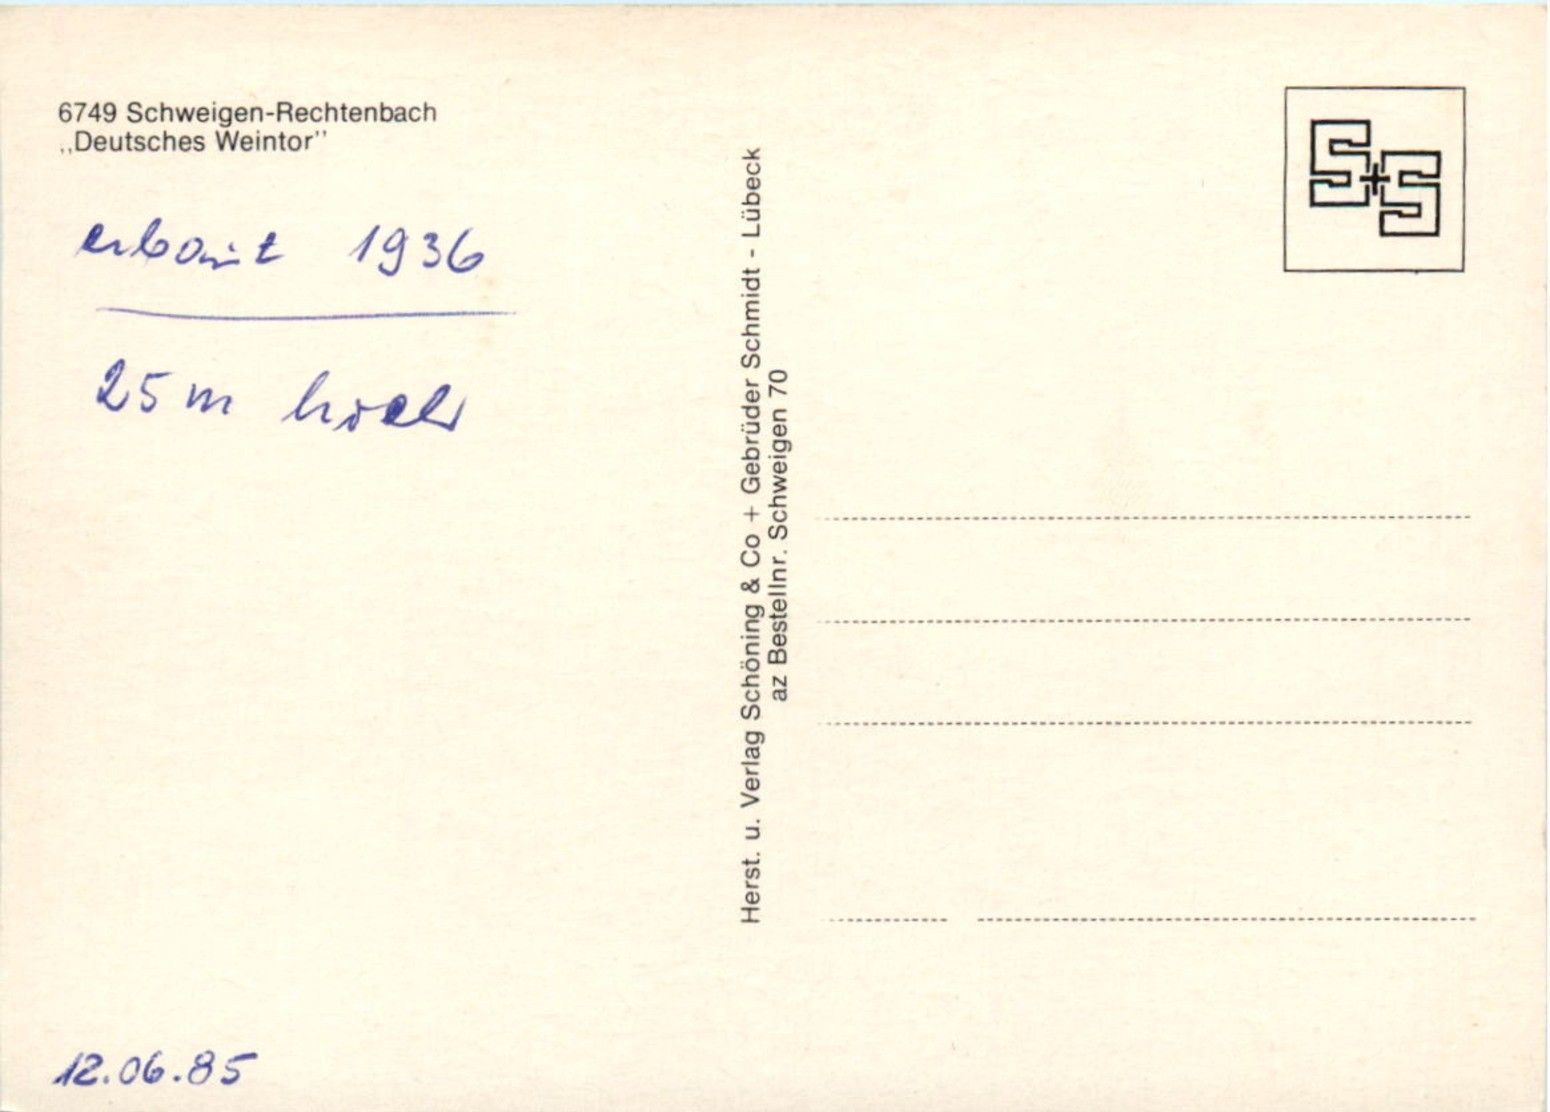 6749 Schweigen-Rechtenbach
„Deutsches Weintor"
erbaut 1936
25 m hoch
12.06.85
Herst. u. Verlag Schöning & Co + Gebrüder Schmidt - Lübeck
az Bestellnr. Schweigen 70
S+S